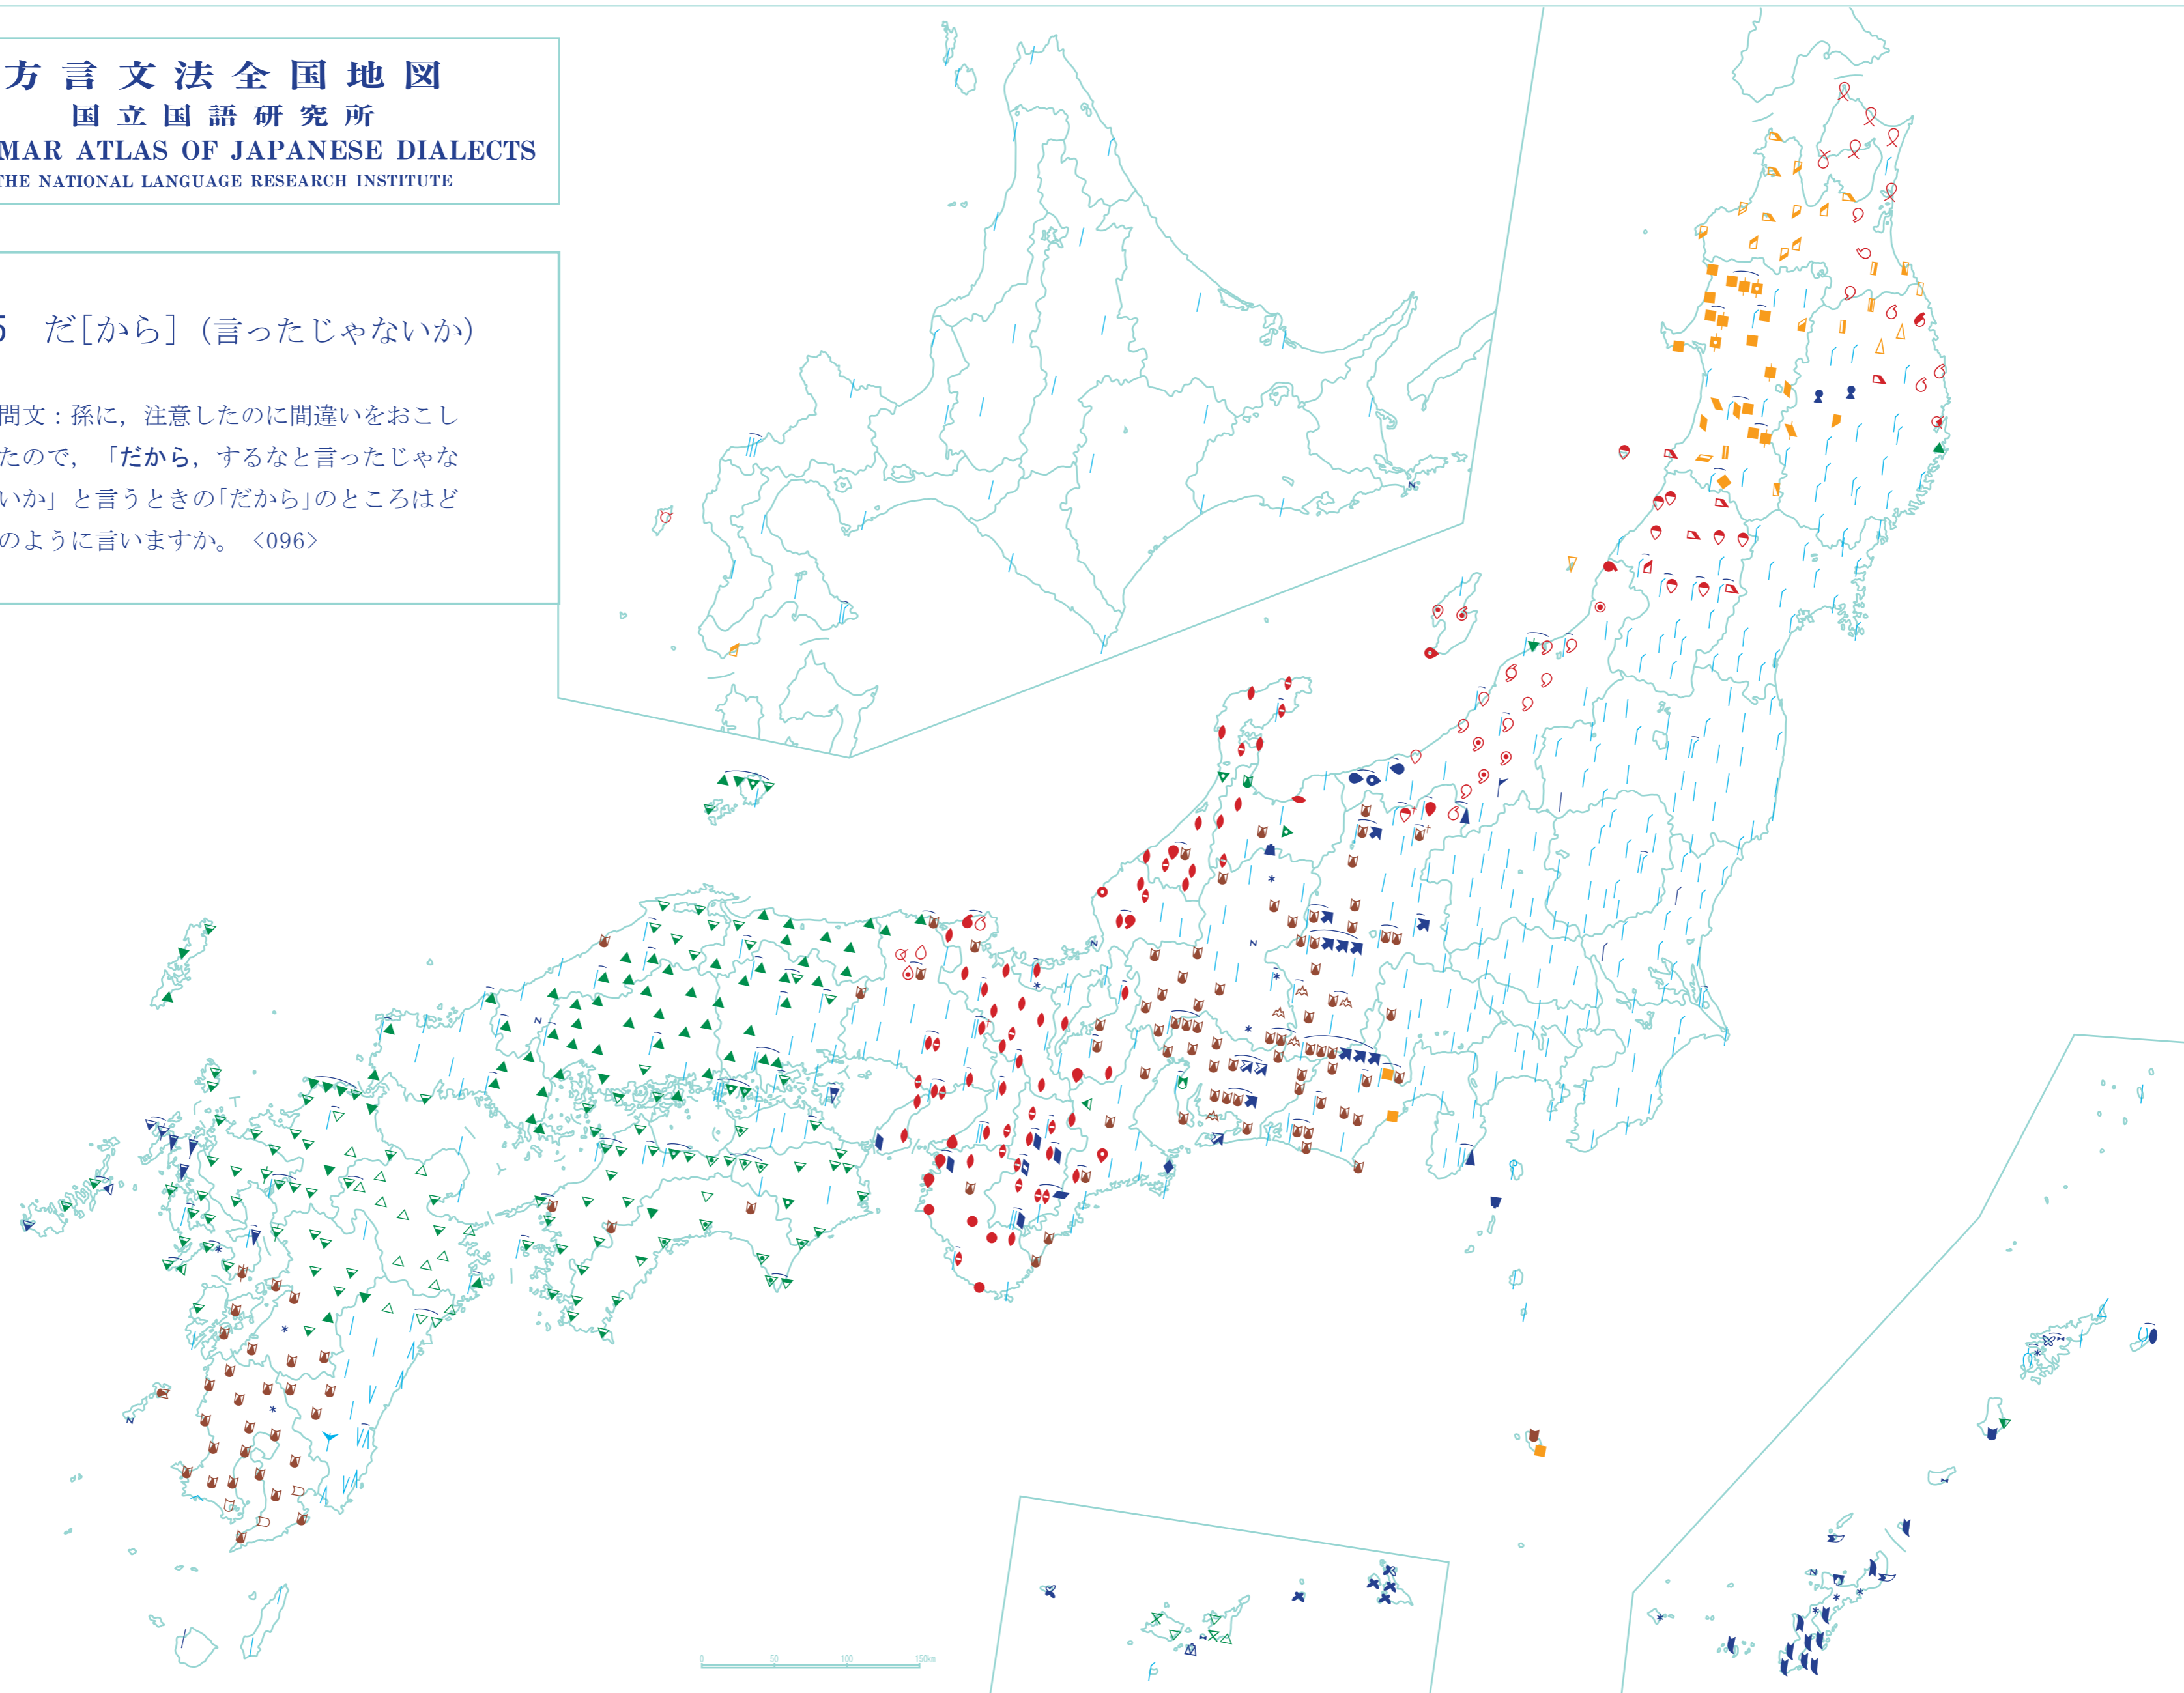 方言文法全国地図
国立国語研究所
MAR ATLAS OF JAPANESE DIALECTS
THE NATIONAL LANGUAGE RESEARCH INSTITUTE
5 だ[から](言ったじゃないか)
問文:孫に,注意したのに間違いをおこし
たので,「だから,するなと言ったじゃな
いか」と言うときの「だから」のところはど
のように言いますか。 <096>
0 50 100 150km